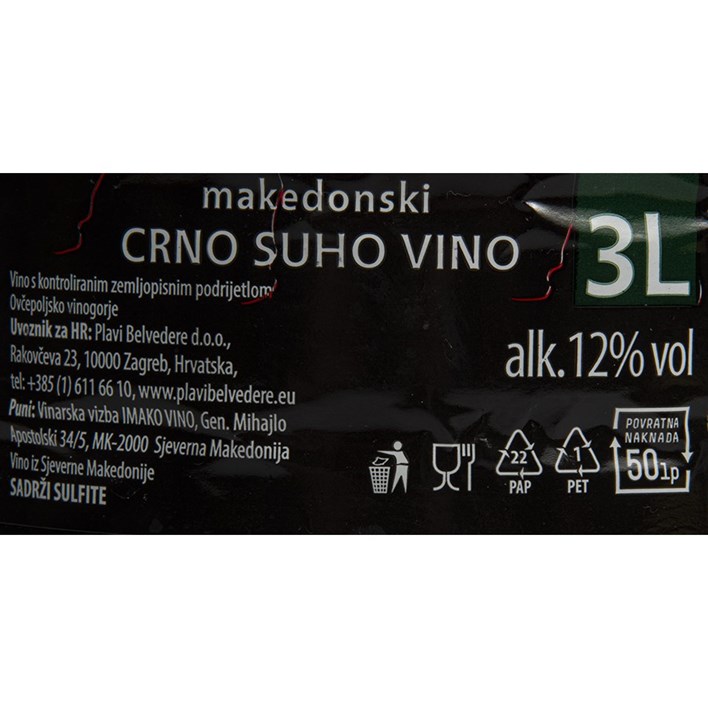 makedonski
CRNO SUHO VINO
3L
Vino s kontroliranim zemljopisnim podrijetlom
Ovčepoljsko vinogorje
Uvoznik za HR: Plavi Belvedere d.o.o.,
Rakovčeva 23, 10000 Zagreb, Hrvatska,
tel: +385 (1) 611 66 10, www.plavibelvedere.eu
Puni: Vinarska vizba IMAKO VINO, Gen. Mihajlo
Apostolski 34/5, MK-2000 Sjeverna Makedonija
Vino iz Sjeverne Makedonije
SADRŽI SULFITE
alk. 12% vol
22
PAP
1
PET
POVRATNA
NAKNADA
50lp